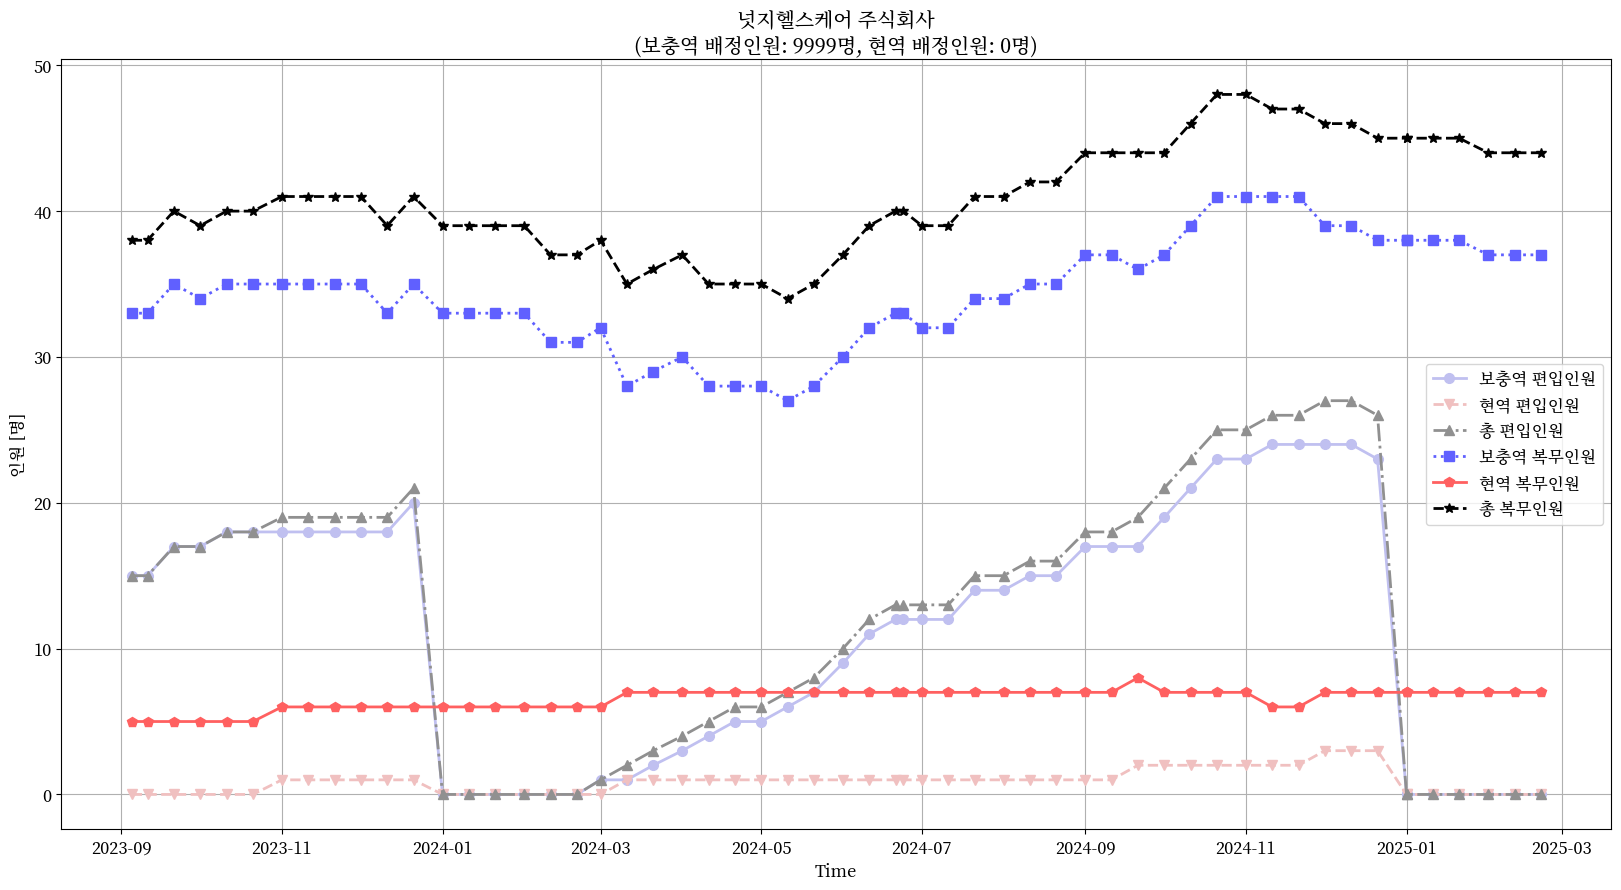 넛지헬스케어 주식회사
(보충역 배정인원: 9999명, 현역 배정인원: 0명)
50
40
30
20
10
0
인원 [명]
보충역 편입인원
현역 편입인원
총 편입인원
보충역 복무인원
현역 복무인원
총 복무인원
2023-09
2023-11
2024-01
2024-03
2024-05
2024-07
2024-09
2024-11
2025-01
2025-03
Time